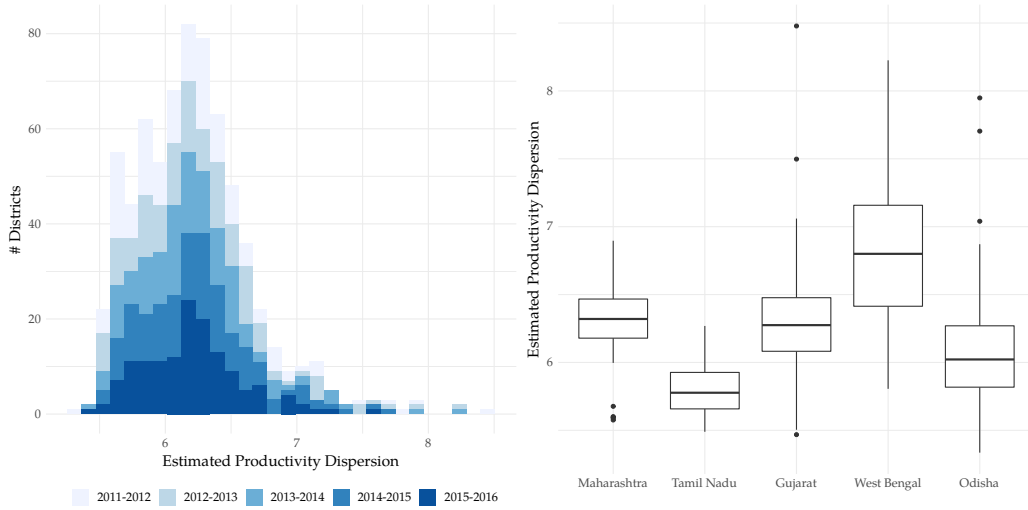 80
60
40
20
0
# Districts
6
7
8
Estimated Productivity Dispersion
2011-2012
2012-2013
2013-2014
2014-2015
2015-2016
8
7
6
Estimated Productivity Dispersion
Maharashtra
Tamil Nadu
Gujarat
West Bengal
Odisha